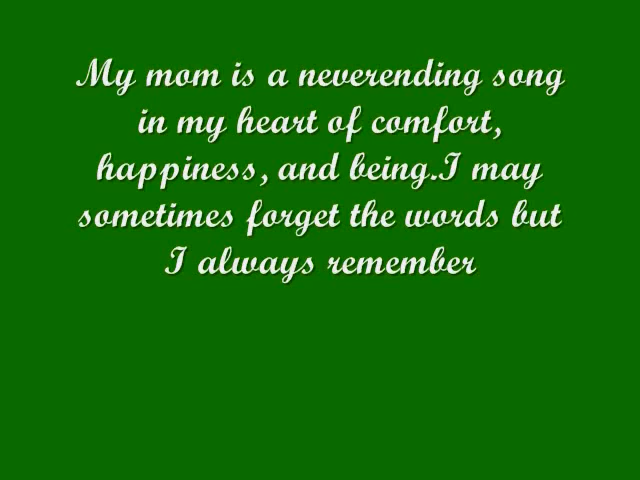 My mom is a neverending song
in my heart of comfort,
happiness, and being.I may
sometimes forget the words but
I always remember